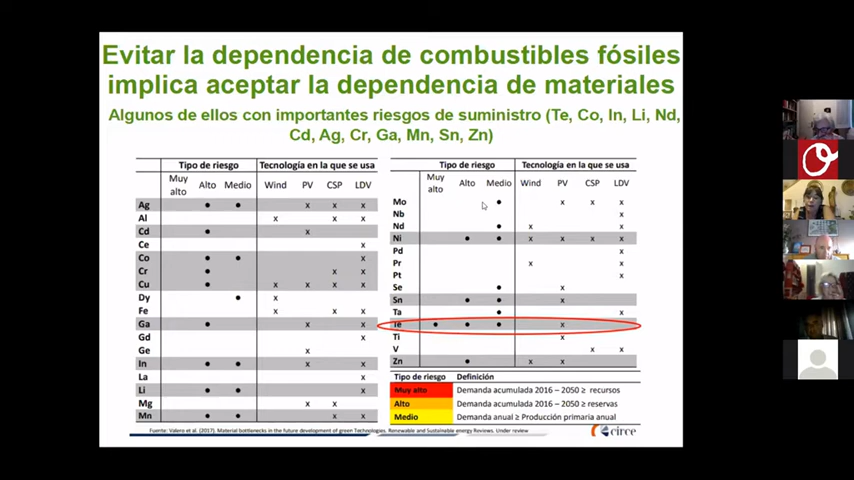 Evitar la dependencia de combustibles fósiles
implica aceptar la dependencia de materiales
Algunos de ellos con importantes riesgos de suministro (Te, Co, In, Li, Nd,
Cd, Ag, Cr, Ga, Mn, Sn, Zn)
Tipo de riesgo Tecnología en la que se usa
Muy alto Alto Medio Wind PV CSP LDV
Ag • • x x x
Al x x x
Cd • x
Ce x
Co • • x
Cr • x x
Cu • x x x x
Dy • x
Fe x x x
Ga • x x
Gd x
Ge x
In • • x x
La x
Li • • x
Mg x x
Mn • • x x
Tipo de riesgo Tecnología en la que se usa
Muy alto Alto Medio Wind PV CSP LDV
Mo • x x x
Nb x
Nd • x x
Ni • • x x x x
Pd x
Pr x x
Pt x
Se • x
Sn • • x
Ta • x
Te • • • x
Ti x
V x x
Zn • x x
Tipo de riesgo Definición
Muy alto Demanda acumulada 2016 – 2050 ≥ recursos
Alto Demanda acumulada 2016 – 2050 ≥ reservas
Medio Demanda anual ≥ Producción primaria anual
Fuente: Valero et al. (2017). Material bottlenecks in the future development of green Technologies. Renewable and Sustainable energy Reviews. Under review
circe